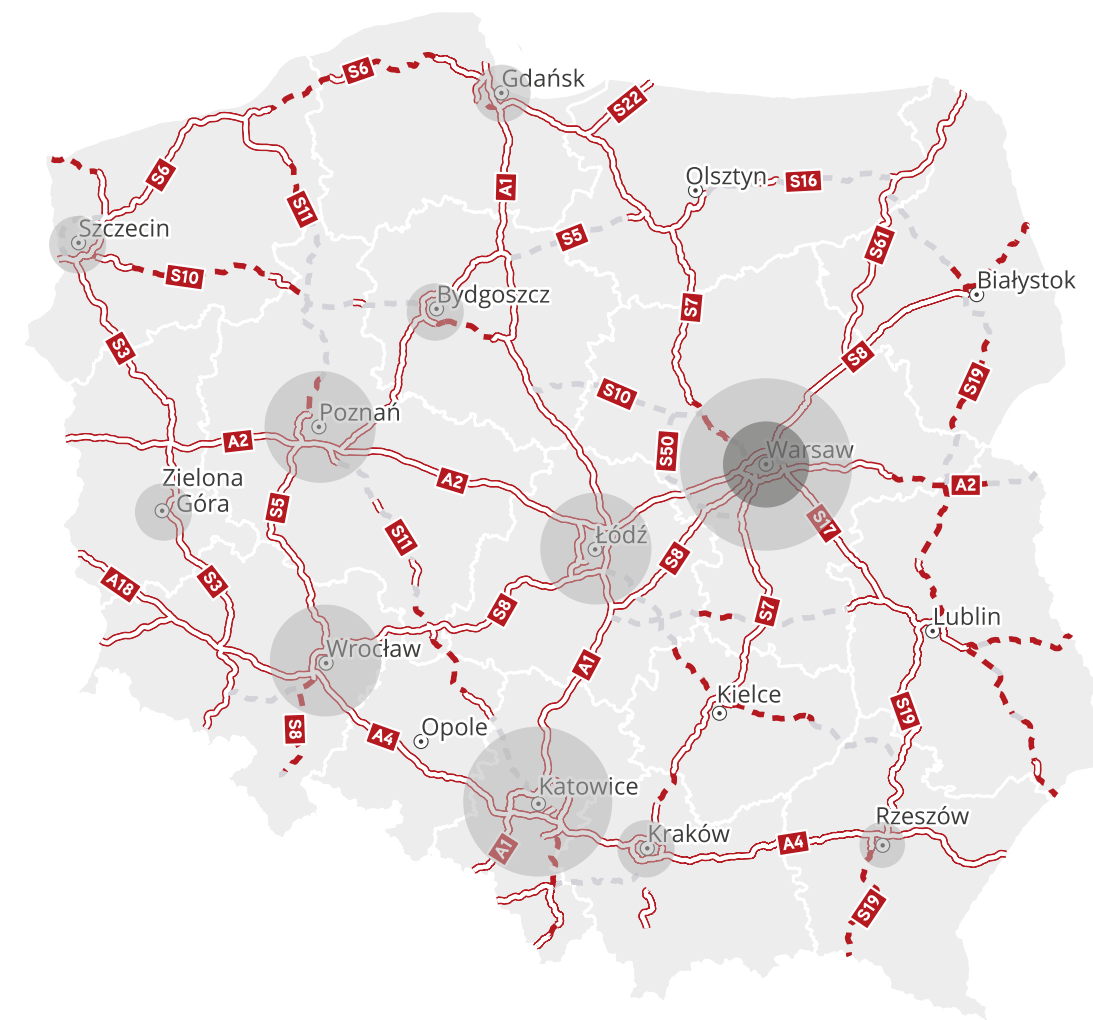 S6
Gdańsk
S22
S6
A1
Olsztyn
S16
S11
Szczecin
S5
S61
S10
Białystok
Bydgoszcz
S7
S3
S8
S10
S19
Poznań
A2
S50
Warsaw
Zielona
Góra
A2
A2
S5
S17
S11
Łódź
S8
A18
S3
S8
S7
Lublin
Wrocław
A1
Kielce
S19
S8
A4
Opole
Katowice
Rzeszów
Kraków
A4
A1
S19